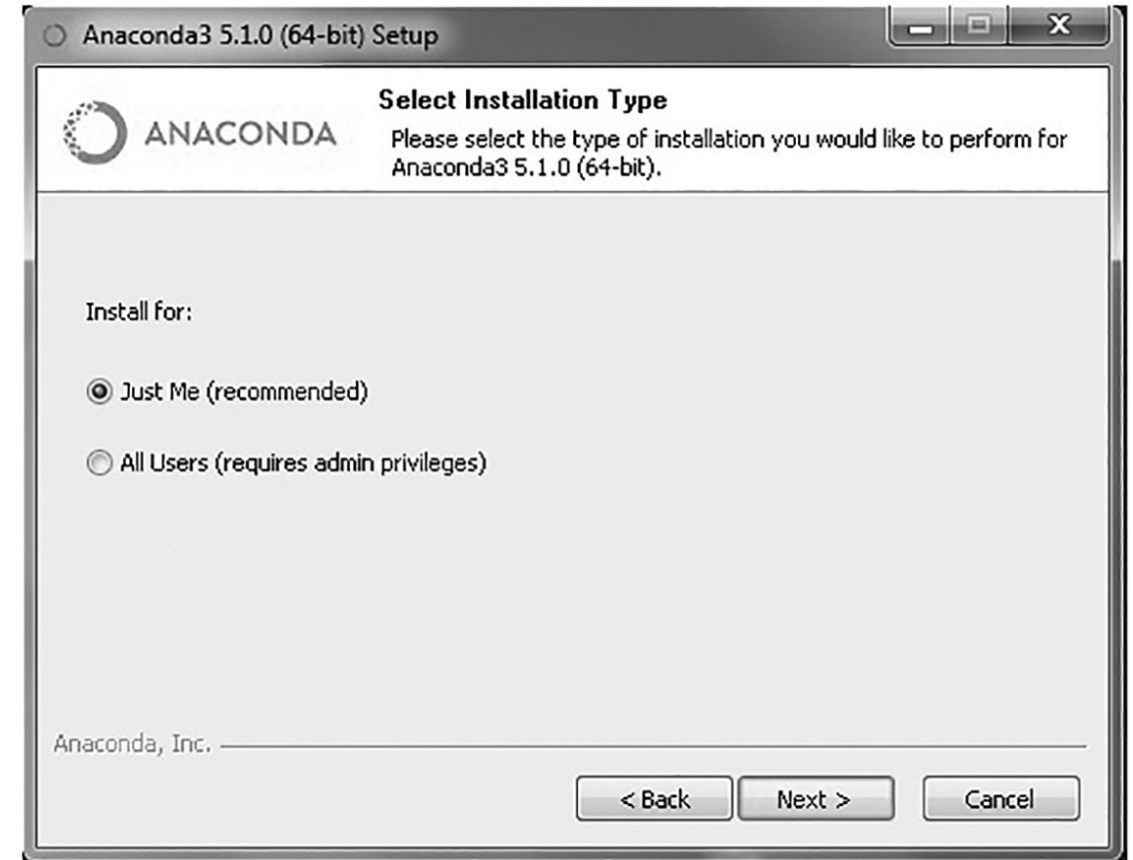 Anaconda3 5.1.0 (64-bit) Setup
ANACONDA
Select Installation Type
Please select the type of installation you would like to perform for
Anaconda3 5.1.0 (64-bit).
Install for:
Just Me (recommended)
All Users (requires admin privileges)
Anaconda, Inc.
< Back Next > Cancel